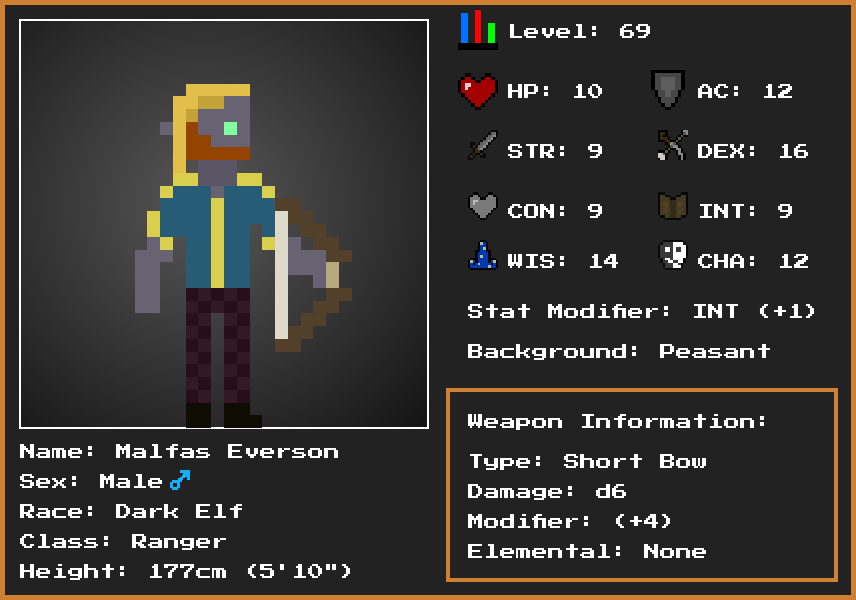 Level: 69
HP: 10 AC: 12
STR: 9 DEX: 16
CON: 9 INT: 9
WIS: 14 CHA: 12
Stat Modifier: INT (+1)
Background: Peasant
Weapon Information:
Type: Short Bow
Damage: d6
Modifier: (+4)
Elemental: None
Name: Malfas Everson
Sex: Male ♂
Race: Dark Elf
Class: Ranger
Height: 177cm (5'10")